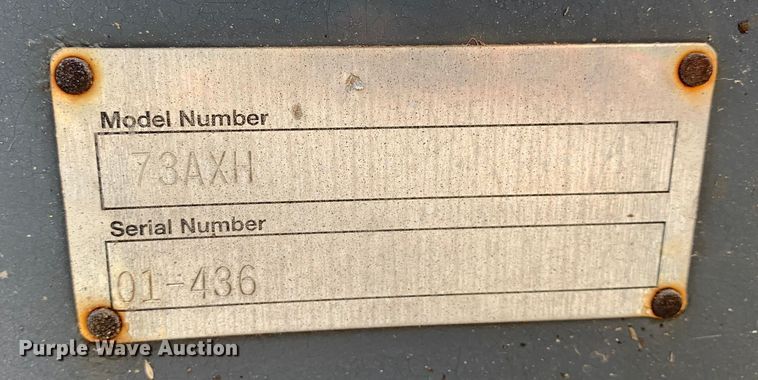 Model Number
73AXH
Serial Number
01-436
Purple Wave Auction